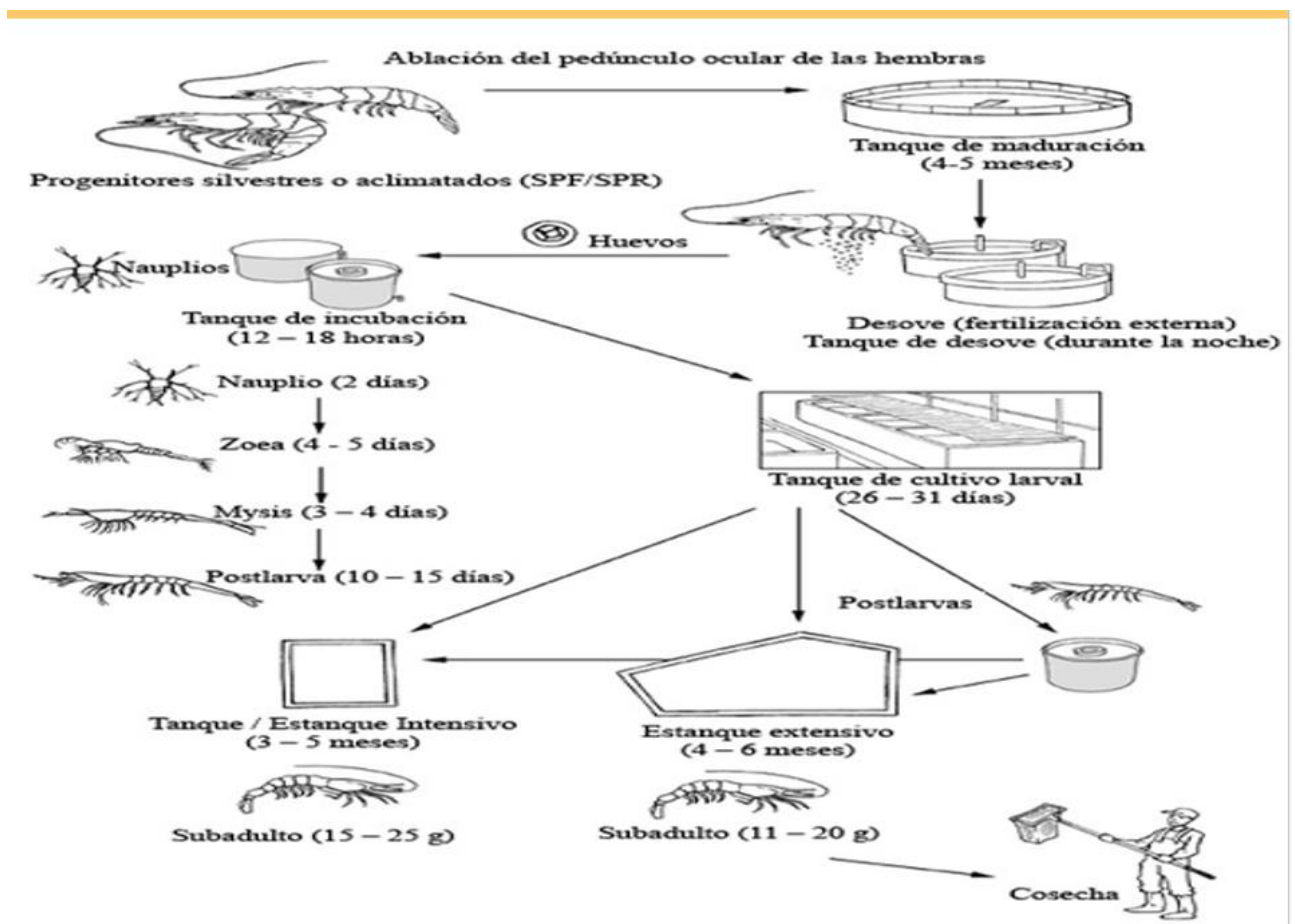 Ablación del pedúnculo ocular de las hembras
Tanque de maduración
(4-5 meses)
Progenitores silvestres o aclimatados (SPF/SPR)
Huevos
Nauplios
Tanque de incubación
(12 – 18 horas)
Desove (fertilización externa)
Tanque de desove (durante la noche)
Nauplio (2 días)
Zoea (4 - 5 días)
Mysis (3 – 4 días)
Postlarva (10 – 15 días)
Tanque de cultivo larval
(26 – 31 días)
Postlarvas
Tanque / Estanque Intensivo
(3 – 5 meses)
Estanque extensivo
(4 – 6 meses)
Subadulto (15 – 25 g)
Subadulto (11 – 20 g)
Cosecha